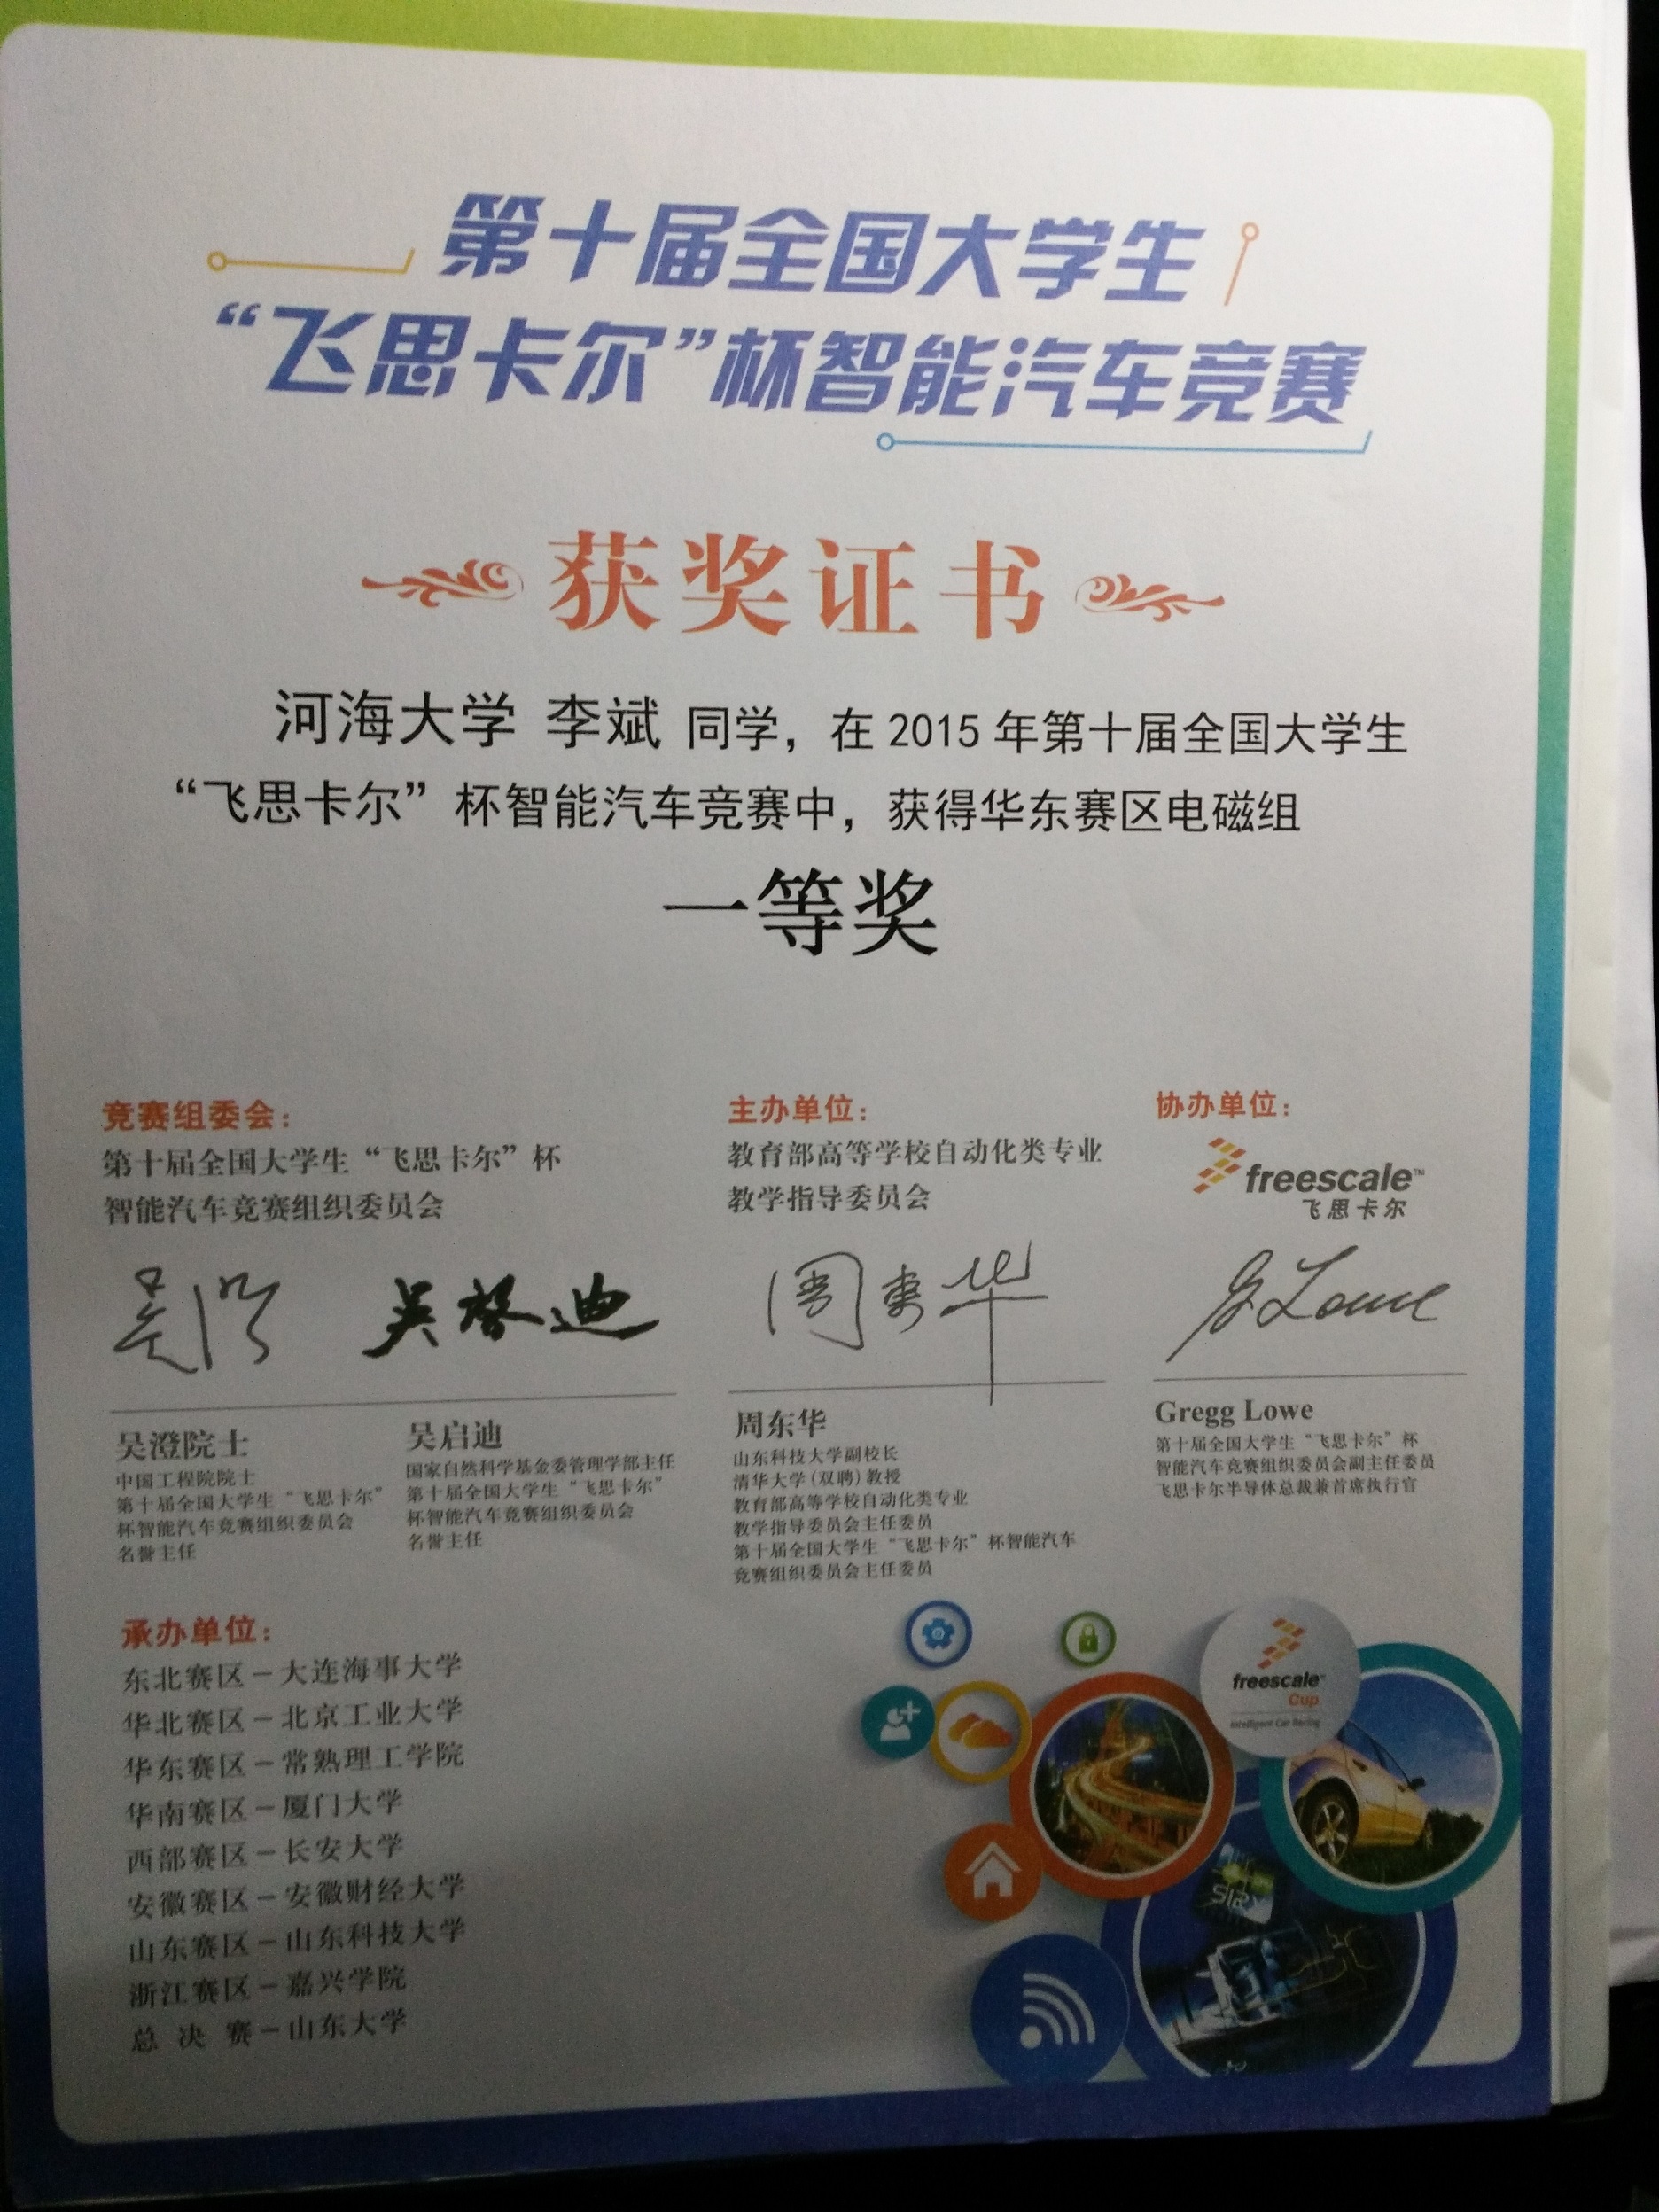 第十届全国大学生
“飞思卡尔”杯智能汽车竞赛
获奖证书
河海大学 李斌 同学，在 2015 年第十届全国大学生
“飞思卡尔”杯智能汽车竞赛中，获得华东赛区电磁组
一等奖
竞赛组委会：
第十届全国大学生“飞思卡尔”杯
智能汽车竞赛组织委员会
吴澄
吴启迪
吴澄院士
中国工程院院士
第十届全国大学生“飞思卡尔”
杯智能汽车竞赛组织委员会
名誉主任
吴启迪
国家自然科学基金委管理学部主任
第十届全国大学生“飞思卡尔”
杯智能汽车竞赛组织委员会
名誉主任
主办单位：
教育部高等学校自动化类专业
教学指导委员会
周东华
周东华
山东科技大学副校长
清华大学(双聘)教授
教育部高等学校自动化类专业
教学指导委员会主任委员
第十届全国大学生“飞思卡尔”杯智能汽车
竞赛组织委员会主任委员
协办单位：
freescale™
飞思卡尔
G Lowe
Gregg Lowe
第十届全国大学生“飞思卡尔”杯
智能汽车竞赛组织委员会副主任委员
飞思卡尔半导体总裁兼首席执行官
承办单位：
东北赛区－大连海事大学
华北赛区－北京工业大学
华东赛区－常熟理工学院
华南赛区－厦门大学
西部赛区－长安大学
安徽赛区－安徽财经大学
山东赛区－山东科技大学
浙江赛区－嘉兴学院
总 决 赛－山东大学
freescale™
Cup
Intelligent Car Racing